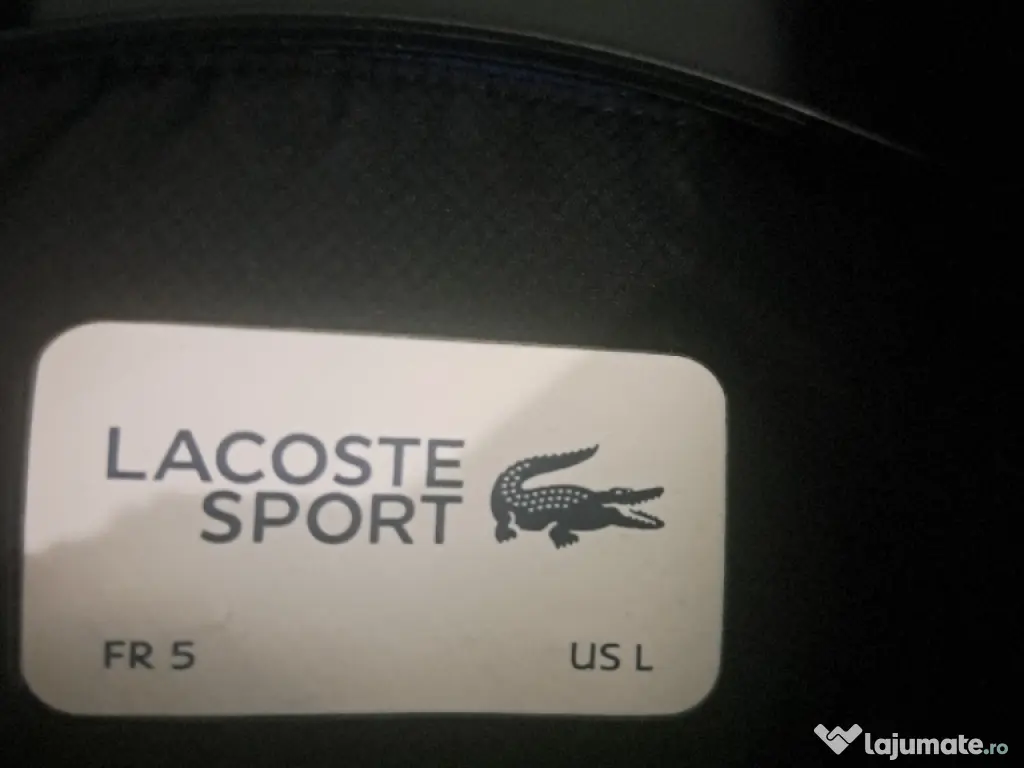 LACOSTE
SPORT
FR 5 US L
lajumate.ro